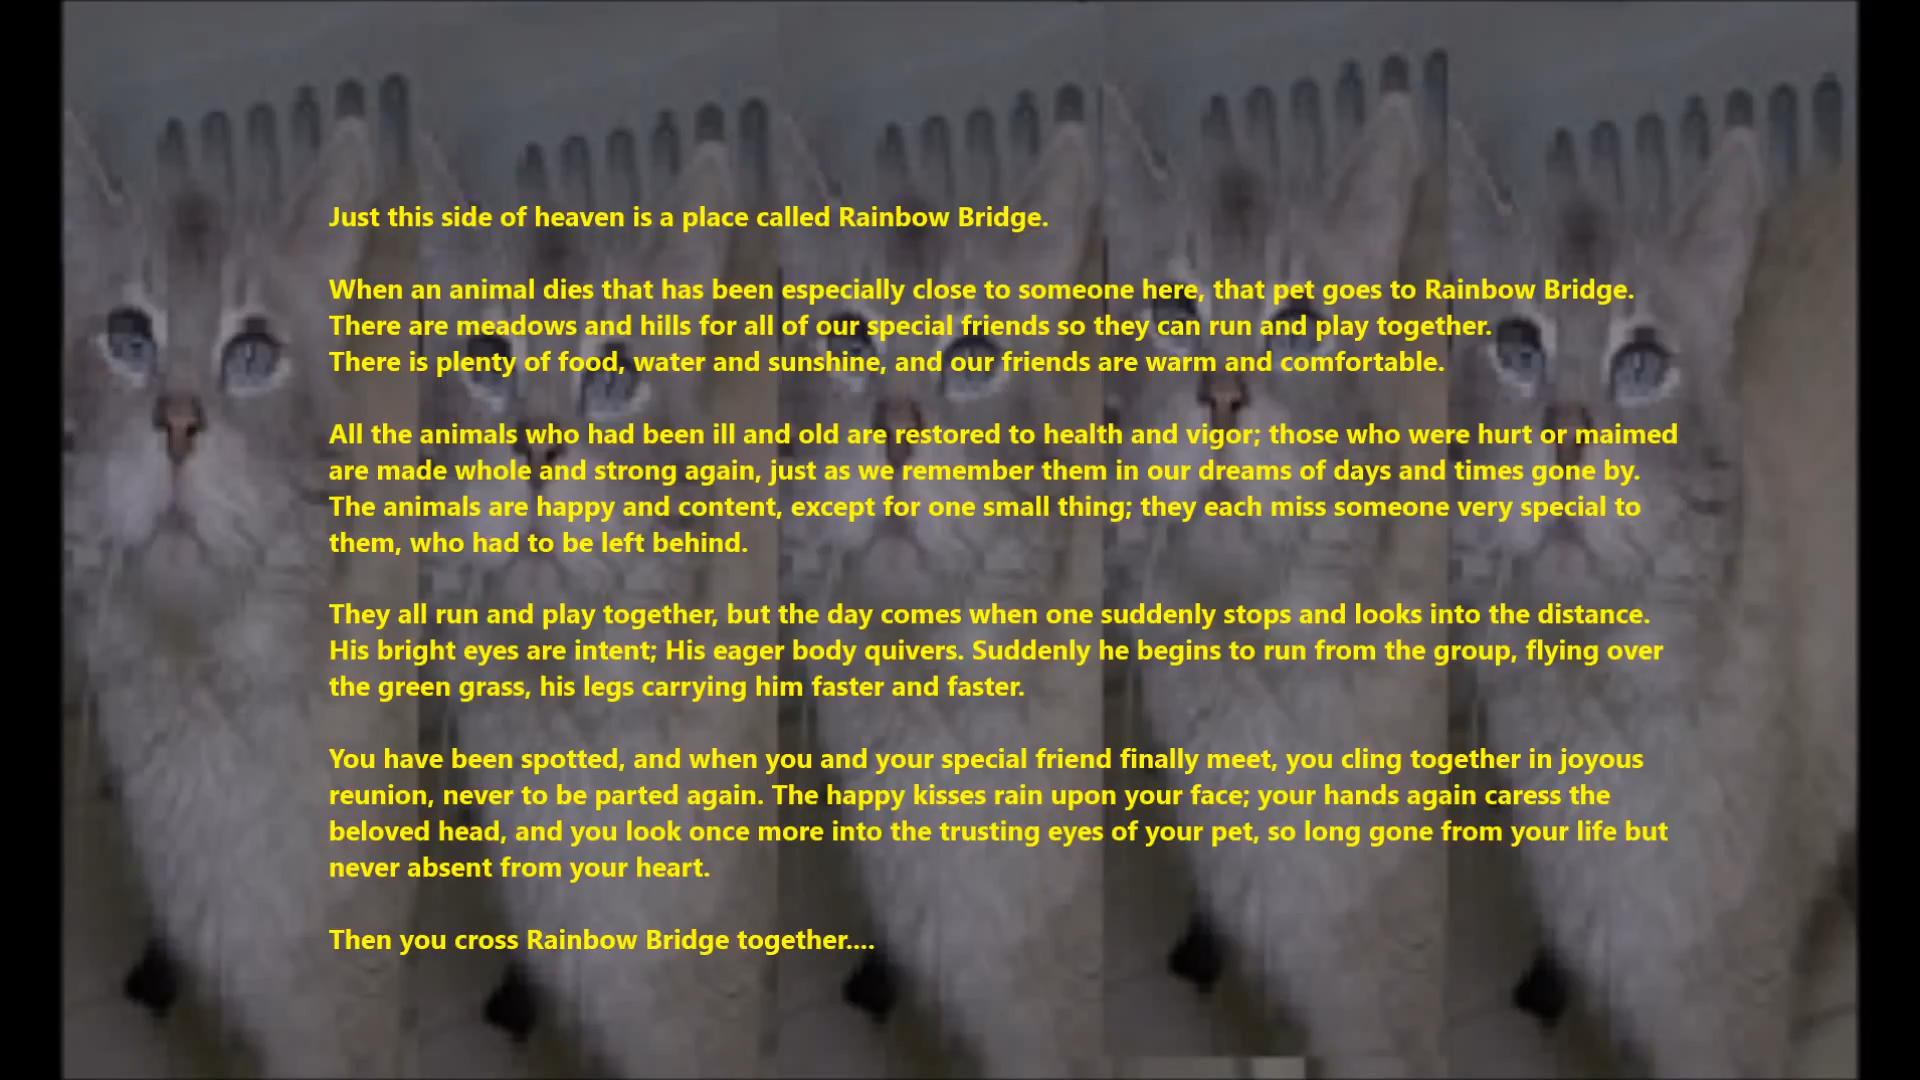 Just this side of heaven is a place called Rainbow Bridge.
When an animal dies that has been especially close to someone here, that pet goes to Rainbow Bridge.
There are meadows and hills for all of our special friends so they can run and play together.
There is plenty of food, water and sunshine, and our friends are warm and comfortable.
All the animals who had been ill and old are restored to health and vigor; those who were hurt or maimed
are made whole and strong again, just as we remember them in our dreams of days and times gone by.
The animals are happy and content, except for one small thing; they each miss someone very special to
them, who had to be left behind.
They all run and play together, but the day comes when one suddenly stops and looks into the distance.
His bright eyes are intent; His eager body quivers. Suddenly he begins to run from the group, flying over
the green grass, his legs carrying him faster and faster.
You have been spotted, and when you and your special friend finally meet, you cling together in joyous
reunion, never to be parted again. The happy kisses rain upon your face; your hands again caress the
beloved head, and you look once more into the trusting eyes of your pet, so long gone from your life but
never absent from your heart.
Then you cross Rainbow Bridge together....